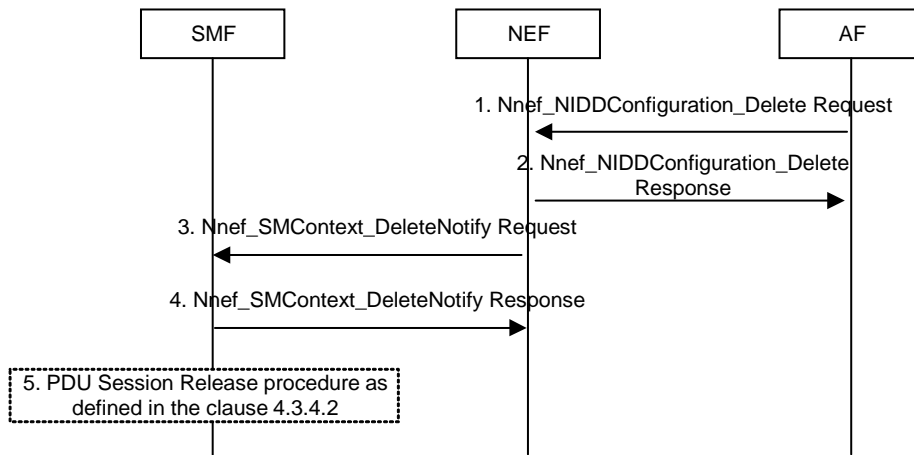 SMF
NEF
AF
1. Nnef_NIDDConfiguration_Delete Request
2. Nnef_NIDDConfiguration_Delete
Response
3. Nnef_SMContext_DeleteNotify Request
4. Nnef_SMContext_DeleteNotify Response
5. PDU Session Release procedure as
defined in the clause 4.3.4.2